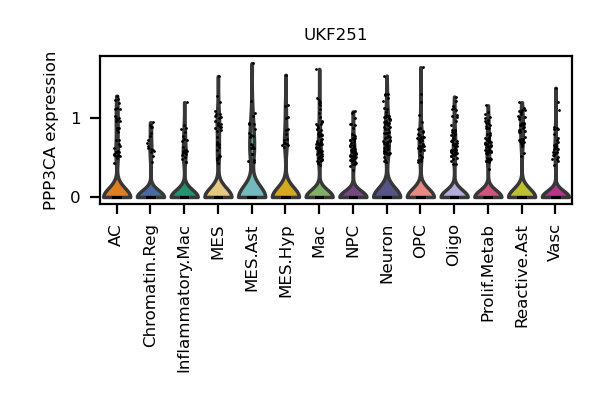 UKF251
PPP3CA expression
1
0
AC
Chromatin.Reg
Inflammatory.Mac
MES
MES.Ast
MES.Hyp
Mac
NPC
Neuron
OPC
Oligo
Prolif.Metab
Reactive.Ast
Vasc